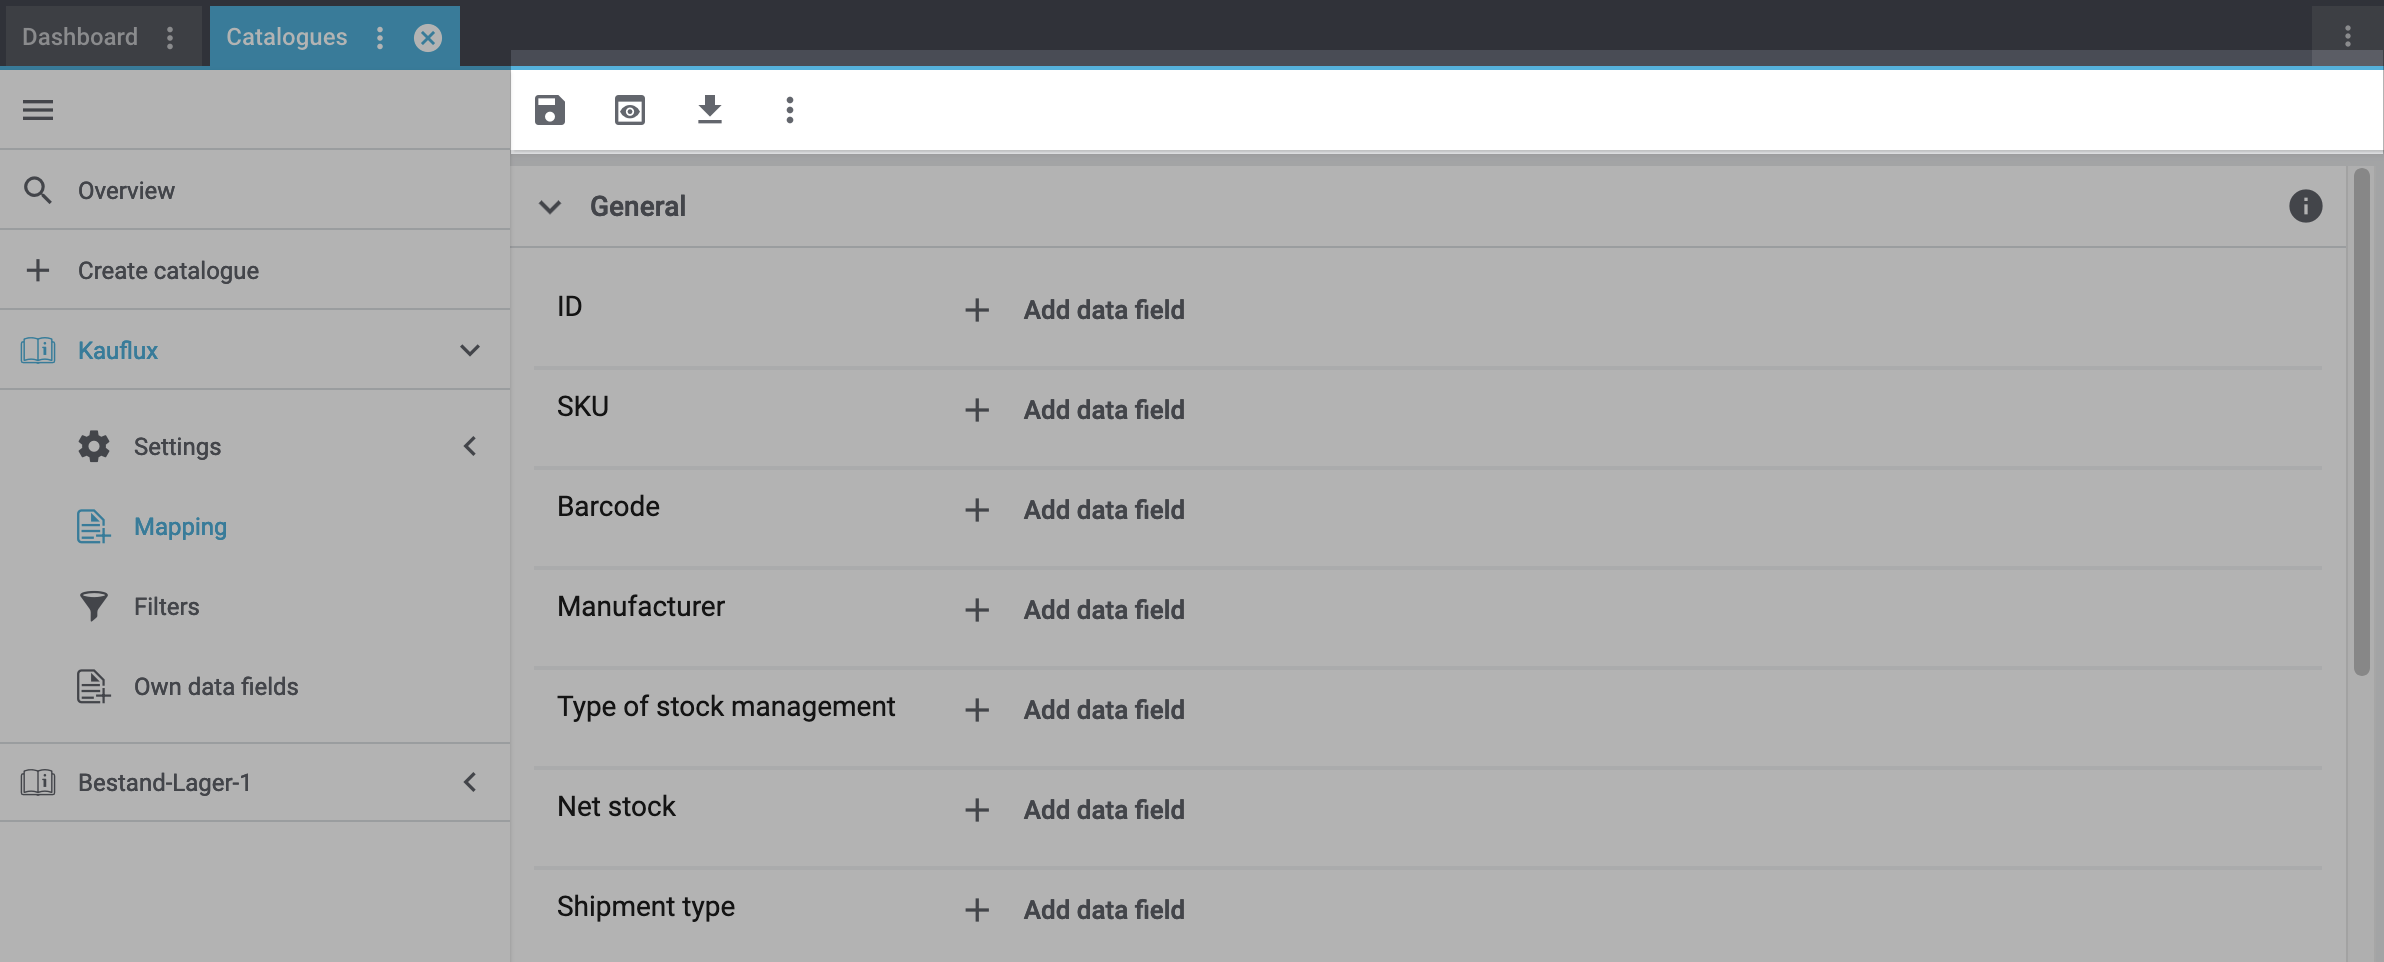 Dashboard
Catalogues
Overview
Create catalogue
Kauflux
Settings
Mapping
Filters
Own data fields
Bestand-Lager-1
General
ID Add data field
SKU Add data field
Barcode Add data field
Manufacturer Add data field
Type of stock management Add data field
Net stock Add data field
Shipment type Add data field